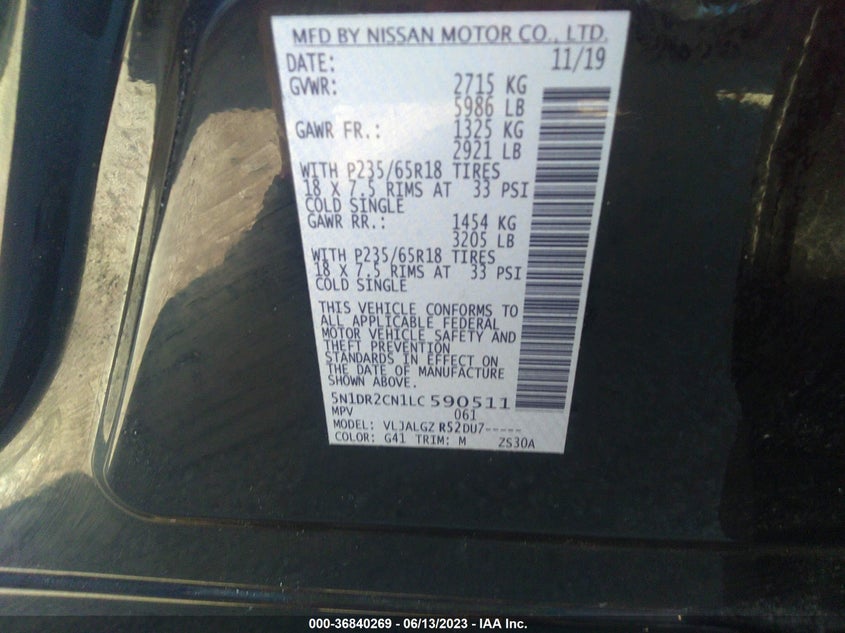 MFD BY NISSAN MOTOR CO., LTD.
DATE: 11/19
GVWR: 2715 KG
5986 LB
GAWR FR.: 1325 KG
2921 LB
WITH P235/65R18 TIRES
18 X 7.5 RIMS AT 33 PSI
COLD SINGLE
GAWR RR.: 1454 KG
3205 LB
WITH P235/65R18 TIRES
18 X 7.5 RIMS AT 33 PSI
COLD SINGLE
THIS VEHICLE CONFORMS TO
ALL APPLICABLE FEDERAL
MOTOR VEHICLE SAFETY AND
THEFT PREVENTION
STANDARDS IN EFFECT ON
THE DATE OF MANUFACTURE
SHOWN ABOVE.
5N1DR2CN1LC590511
MPV 061
MODEL: VLJALGZ R52DU7-----
COLOR: G41 TRIM: M ZS30A
000-36840269 - 06/13/2023 - IAA Inc.